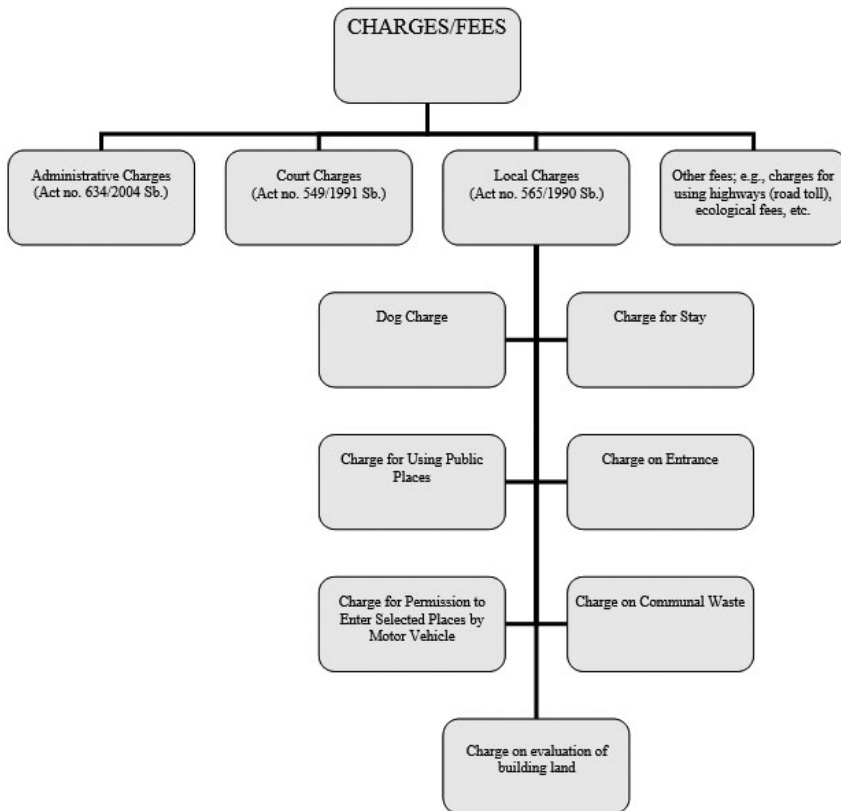 CHARGES/FEES
Administrative Charges
(Act no. 634/2004 Sb.)
Court Charges
(Act no. 549/1991 Sb.)
Local Charges
(Act no. 565/1990 Sb.)
Other fees; e.g., charges for
using highways (road toll),
ecological fees, etc.
Dog Charge
Charge for Stay
Charge for Using Public
Places
Charge on Entrance
Charge for Permission to
Enter Selected Places by
Motor Vehicle
Charge on Communal Waste
Charge on evaluation of
building land